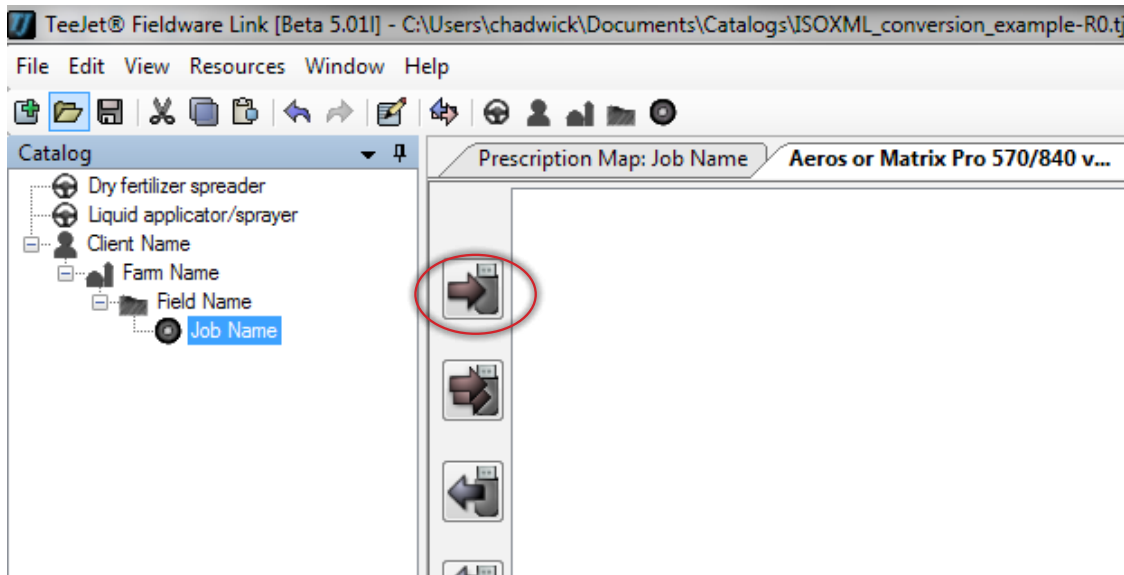 TeeJet® Fieldware Link [Beta 5.01l] - C:\Users\chadwick\Documents\Catalogs\ISOXML_conversion_example-R0.tj
File Edit View Resources Window Help
Catalog
Prescription Map: Job Name
Aeros or Matrix Pro 570/840 v...
Dry fertilizer spreader
Liquid applicator/sprayer
Client Name
Farm Name
Field Name
Job Name